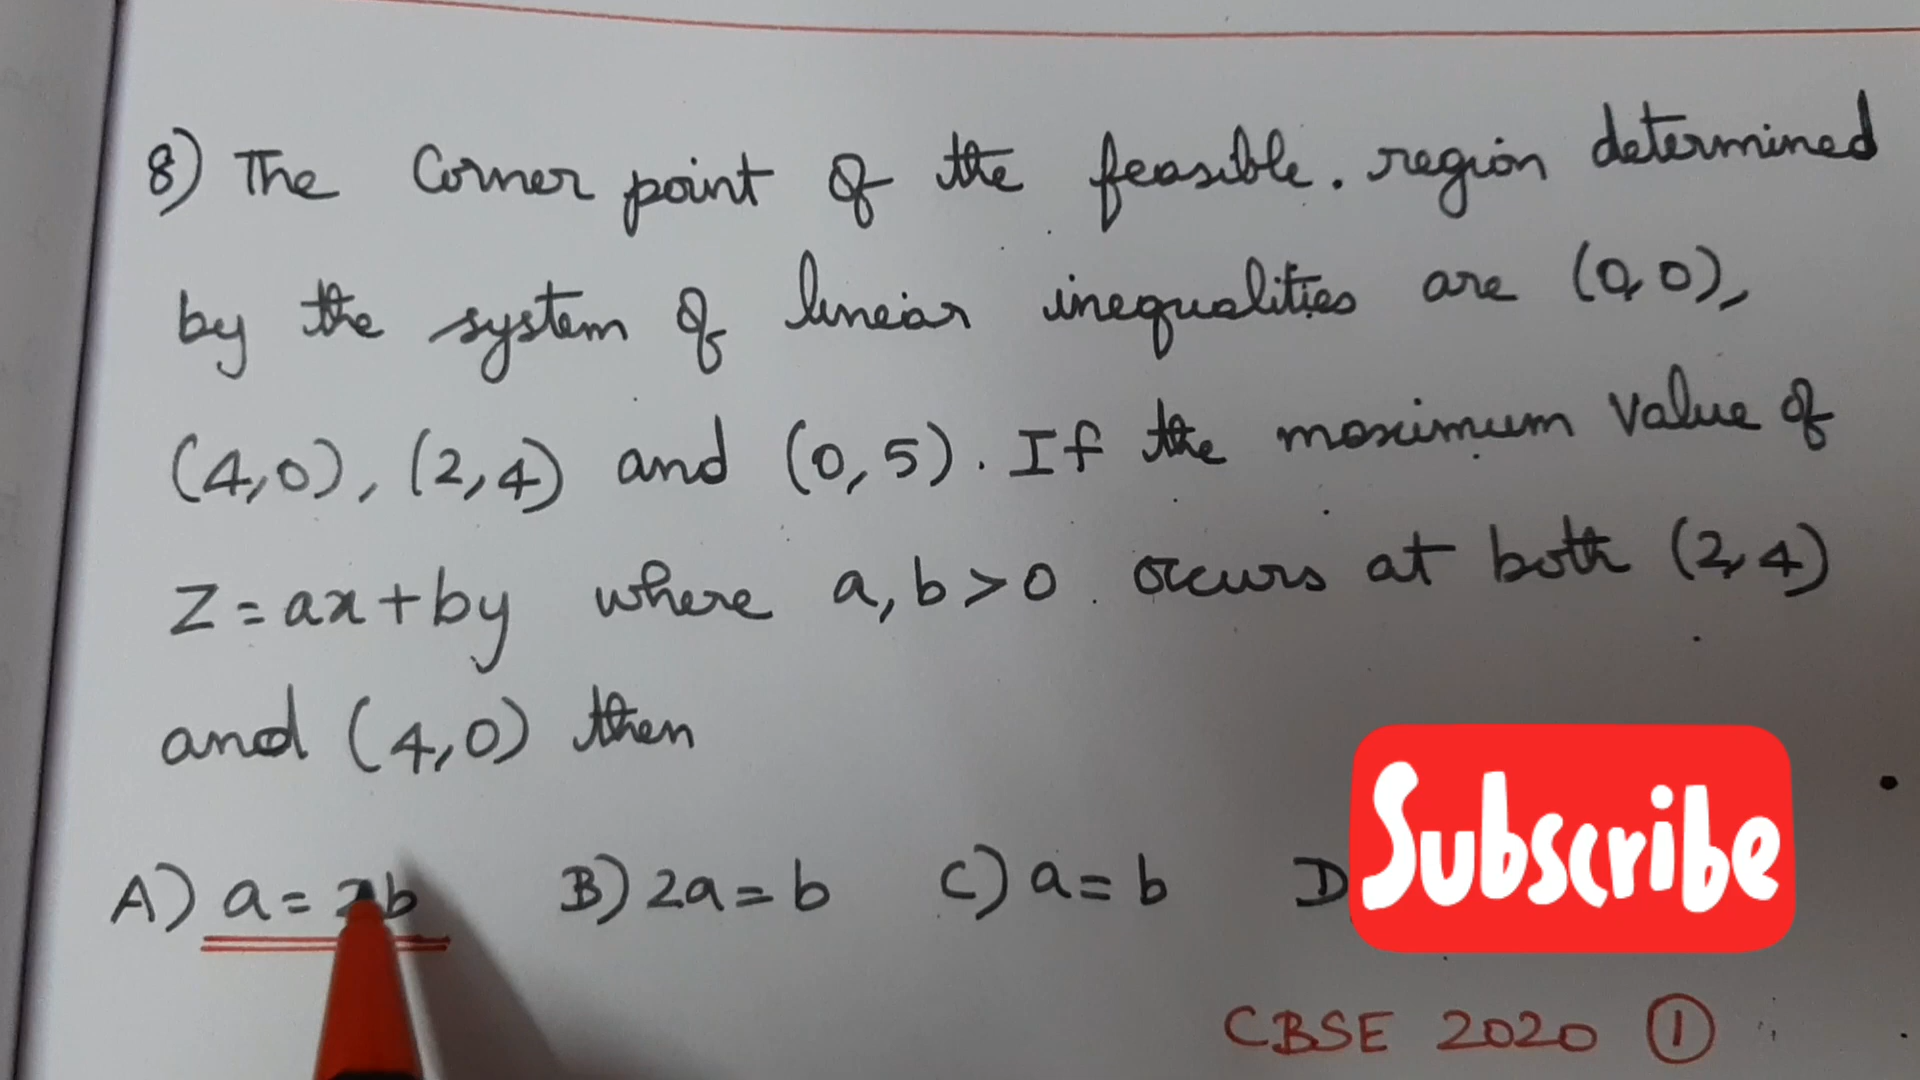 8) The Corner point of the feasible. region determined
by the system of linear inequalities are (0,0),
(4,0), (2,4) and (0,5). If the maximum value of
Z = ax + by where a, b > 0. occurs at both (2,4)
and (4,0) then
A) a = 2b B) 2a = b C) a = b D
Subscribe
CBSE 2020 ①